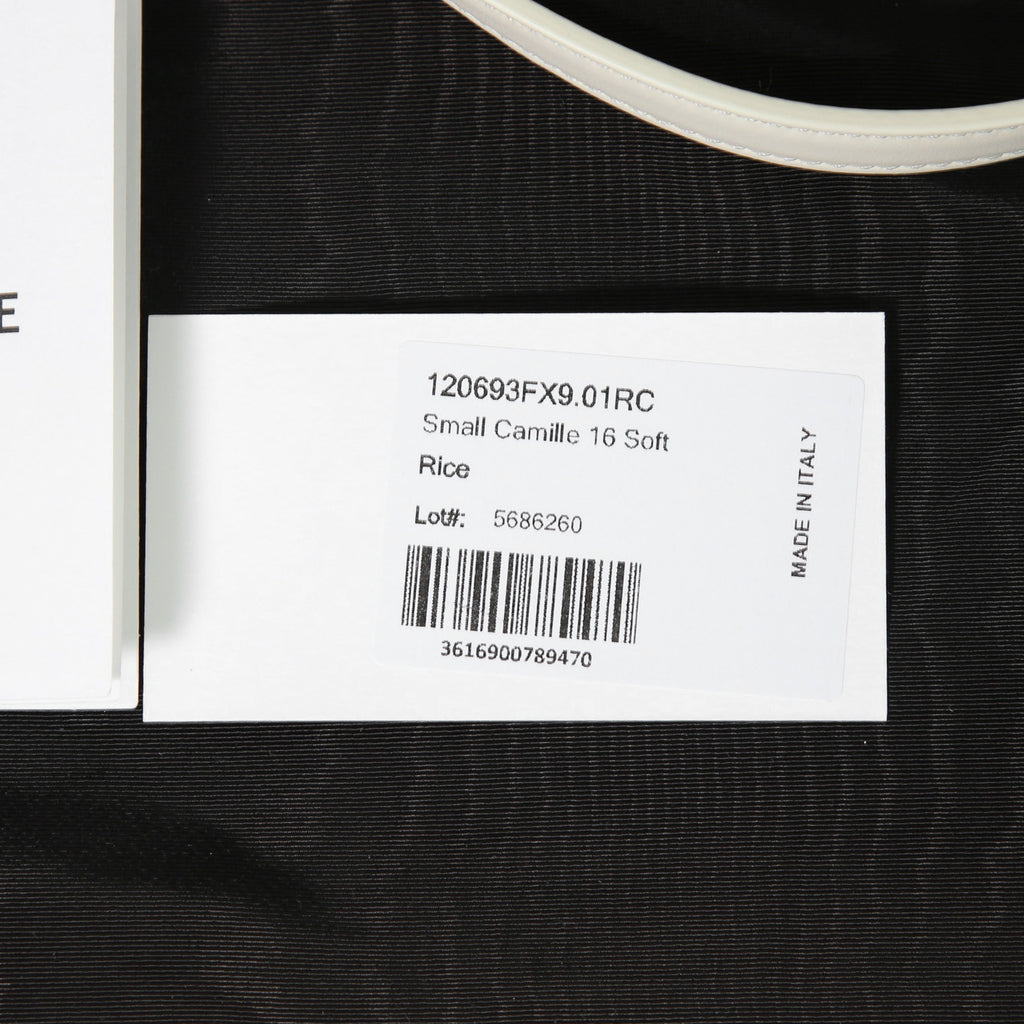 E
120693FX9.01RC
Small Camille 16 Soft
Rice
Lot#: 5686260
3616900789470
MADE IN ITALY